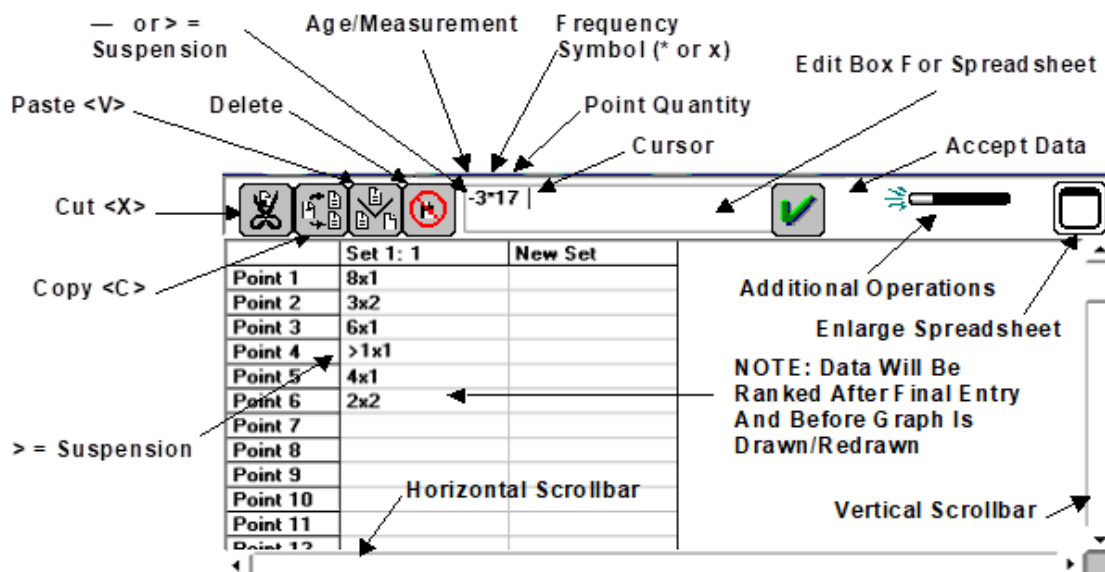 — or > =
Suspension
Age/Measurement
Frequency
Symbol (* or x)
Edit Box For Spreadsheet
Paste <V>
Delete
Point Quantity
Cursor
Accept Data
-3*17
Cut <X>
Set 1: 1 New Set
Point 1 8x1
Point 2 3x2
Point 3 6x1
Point 4 >1x1
Point 5 4x1
Point 6 2x2
Point 7
Point 8
Point 9
Point 10
Point 11
Point 12
Copy <C>
Additional Operations
Enlarge Spreadsheet
NOTE: Data Will Be
Ranked After Final Entry
And Before Graph Is
Drawn/Redrawn
> = Suspension
Horizontal Scrollbar
Vertical Scrollbar